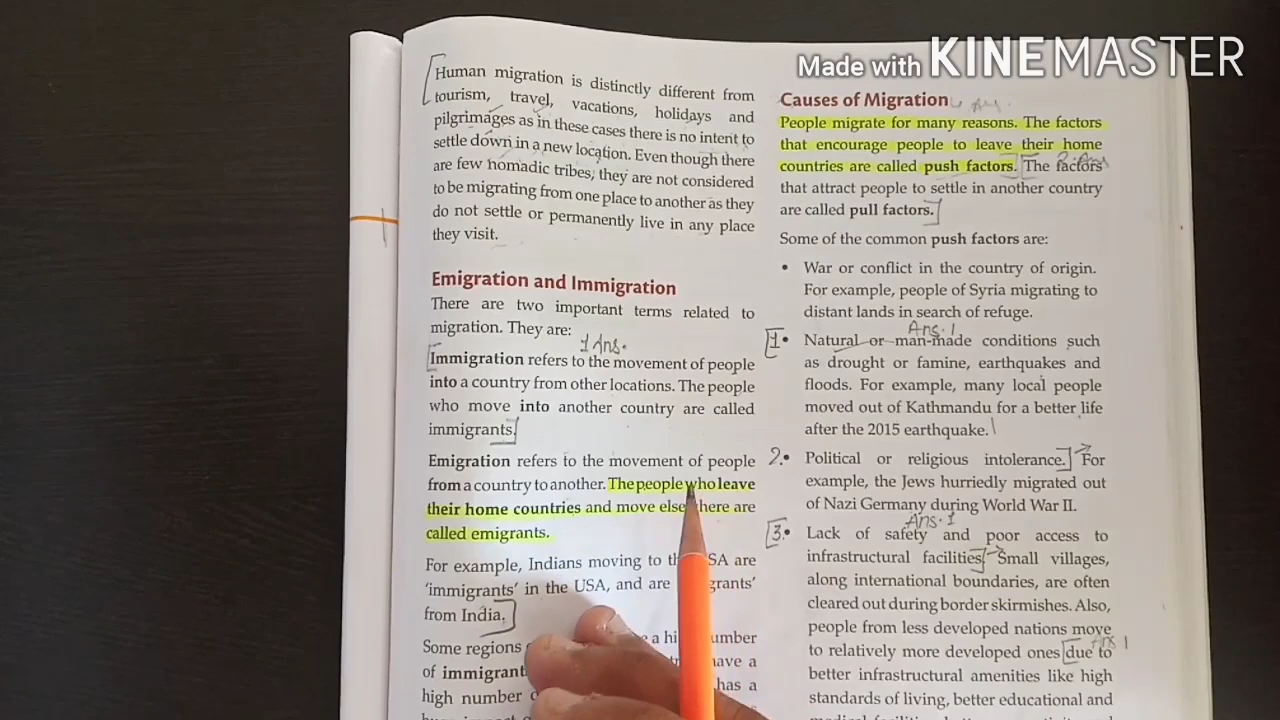 Made with KINEMASTER
Human migration is distinctly different from
tourism, travel, vacations, holidays and
pilgrimages as in these cases there is no intent to
settle down in a new location. Even though there
are few nomadic tribes, they are not considered
to be migrating from one place to another as they
do not settle or permanently live in any place
they visit.
Emigration and Immigration
There are two important terms related to
migration. They are:
1 Ans.
Immigration refers to the movement of people
into a country from other locations. The people
who move into another country are called
immigrants.
Emigration refers to the movement of people
from a country to another. The people who leave
their home countries and move else there are
called emigrants.
For example, Indians moving to the USA are
'immigrants' in the USA, and are grants'
from India.
Some regions a number
of immigrant have a
high number has a
Causes of Migration
People migrate for many reasons. The factors
that encourage people to leave their home
countries are called push factors. The factors
that attract people to settle in another country
are called pull factors.
Some of the common push factors are:
• War or conflict in the country of origin.
For example, people of Syria migrating to
distant lands in search of refuge.
Ans. 1
1• Natural or man-made conditions such
as drought or famine, earthquakes and
floods. For example, many local people
moved out of Kathmandu for a better life
after the 2015 earthquake.
2.• Political or religious intolerance. For
example, the Jews hurriedly migrated out
of Nazi Germany during World War II.
Ans. 1
3.• Lack of safety and poor access to
infrastructural facilities. Small villages,
along international boundaries, are often
cleared out during border skirmishes. Also,
people from less developed nations move
Ans 1
to relatively more developed ones due to
better infrastructural amenities like high
standards of living, better educational and